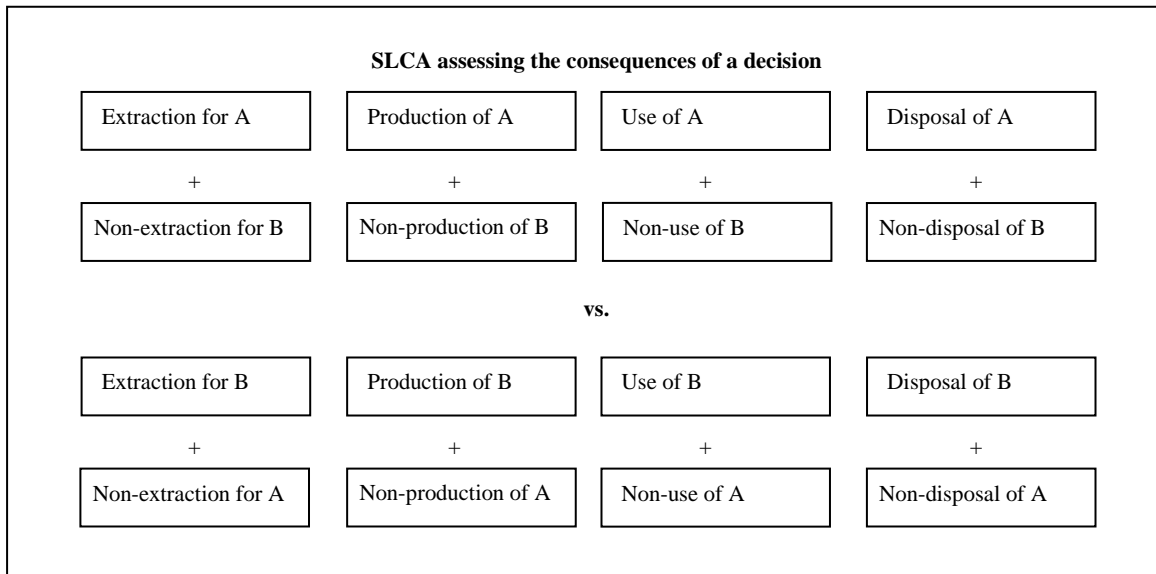 SLCA assessing the consequences of a decision
Extraction for A Production of A Use of A Disposal of A
+ + + +
Non-extraction for B Non-production of B Non-use of B Non-disposal of B
vs.
Extraction for B Production of B Use of B Disposal of B
+ + + +
Non-extraction for A Non-production of A Non-use of A Non-disposal of A